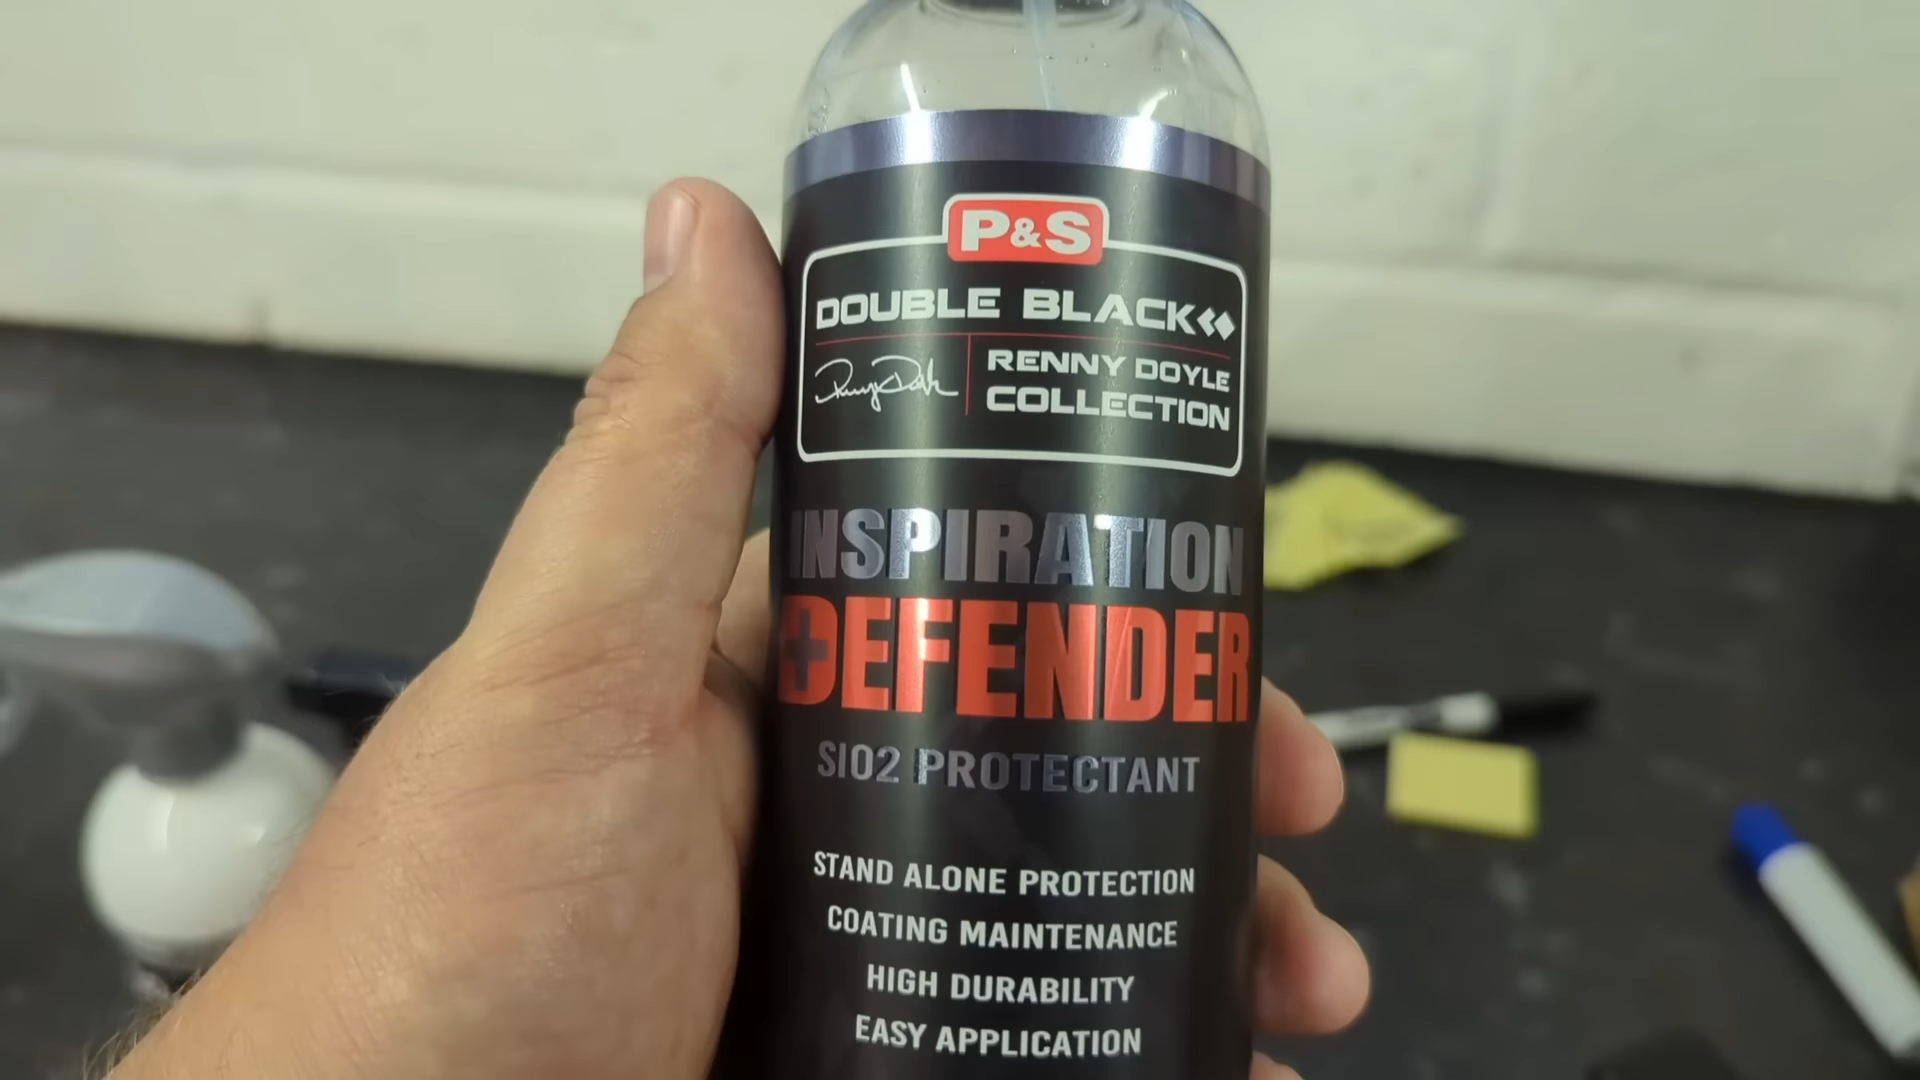 P&S
DOUBLE BLACK
RENNY DOYLE
COLLECTION
INSPIRATION
DEFENDER
SIO2 PROTECTANT
STAND ALONE PROTECTION
COATING MAINTENANCE
HIGH DURABILITY
EASY APPLICATION